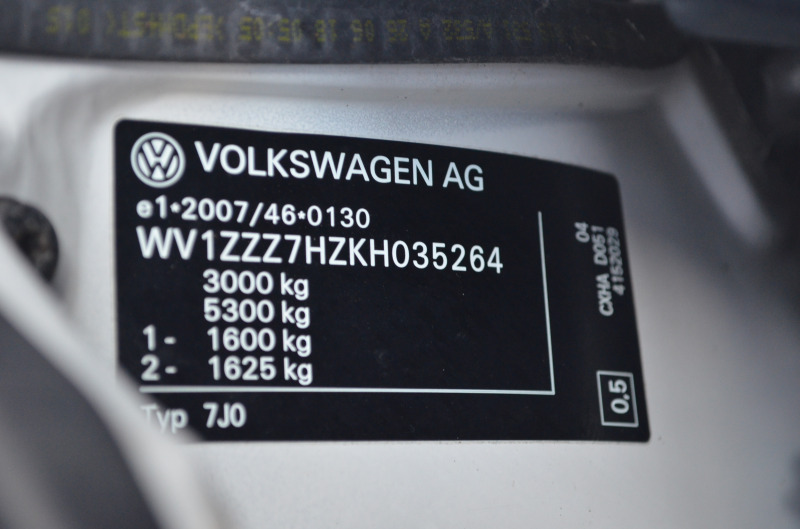 VOLKSWAGEN AG
e1*2007/46*0130
WV1ZZZ7HZKH035264
3000 kg
5300 kg
1- 1600 kg
2- 1625 kg
Typ 7J0
04
CXHA D051
4152029
0.5